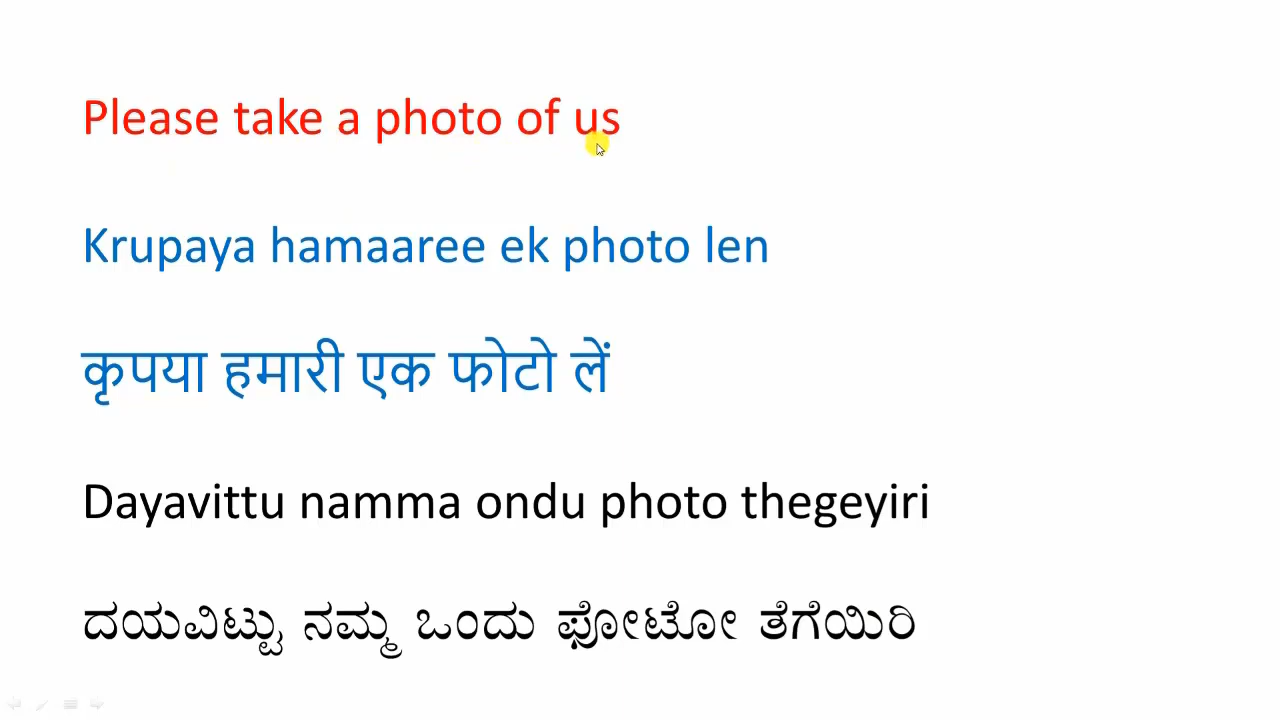 Please take a photo of us
Krupaya hamaaree ek photo len
कृपया हमारी एक फोटो लें
Dayavittu namma ondu photo thegeyiri
ದಯವಿಟ್ಟು ನಮ್ಮ ಒಂದು ಫೋಟೋ ತೆಗೆಯಿರಿ